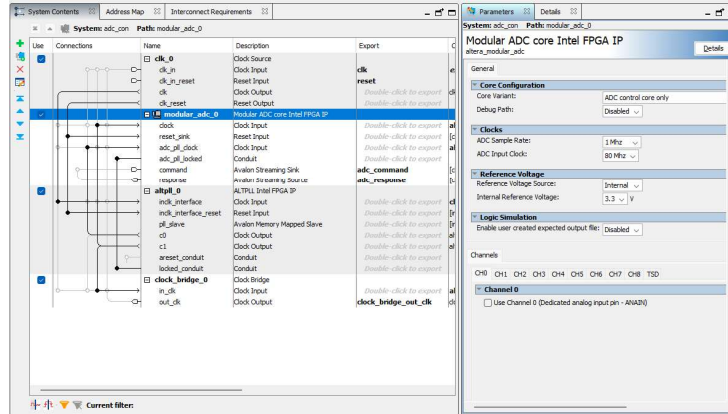 System Contents Address Map Interconnect Requirements
System: adc_con Path: modular_adc_0
Use Connections Name Description Export
clk_0 Clock Source
clk_in Clock Input clk
clk_in_reset Reset Input reset
clk Clock Output Double-click to export
clk_reset Reset Output Double-click to export
modular_adc_0 Modular ADC core Intel FPGA IP
clock Clock Input Double-click to export
reset_sink Reset Input Double-click to export
adc_pll_clock Clock Input Double-click to export
adc_pll_locked Conduit Double-click to export
command Avalon Streaming Sink adc_command
response Avalon Streaming Source adc_response
altpll_0 ALTPLL Intel FPGA IP
inclk_interface Clock Input Double-click to export
inclk_interface_reset Reset Input Double-click to export
pll_slave Avalon Memory Mapped Slave Double-click to export
c0 Clock Output Double-click to export
c1 Clock Output Double-click to export
areset_conduit Conduit Double-click to export
locked_conduit Conduit Double-click to export
clock_bridge_0 Clock Bridge
in_clk Clock Input Double-click to export
out_clk Clock Output clock_bridge_out_clk
Current filter:
Parameters Details
System: adc_con Path: modular_adc_0
Modular ADC core Intel FPGA IP
altera_modular_adc
Details
General
Core Configuration
Core Variant: ADC control core only
Debug Path: Disabled
Clocks
ADC Sample Rate: 1 Mhz
ADC Input Clock: 80 Mhz
Reference Voltage
Reference Voltage Source: Internal
Internal Reference Voltage: 3.3 V
Logic Simulation
Enable user created expected output file: Disabled
Channels
CH0 CH1 CH2 CH3 CH4 CH5 CH6 CH7 CH8 TSD
Channel 0
Use Channel 0 (Dedicated analog input pin - ANAIN)